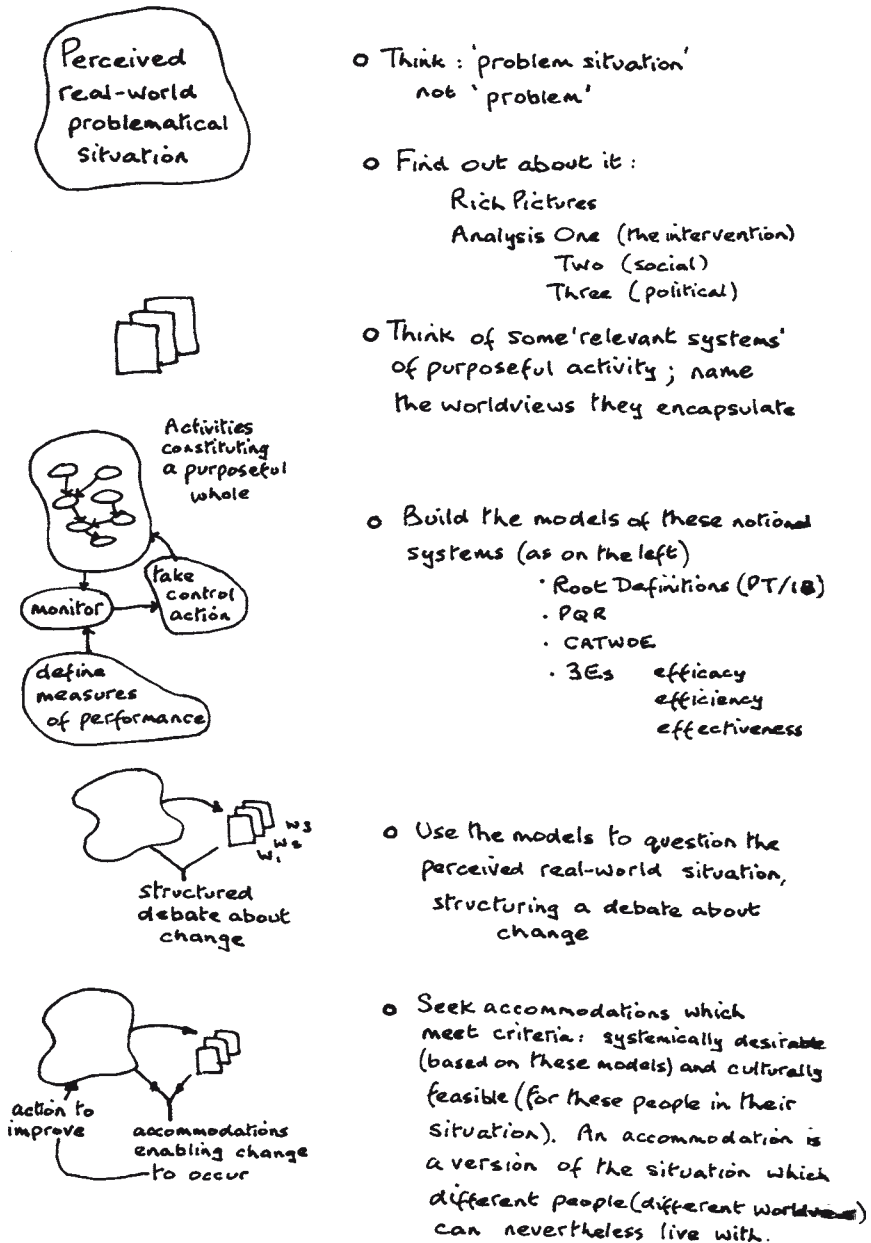 Perceived
real-world
problematical
situation
o Think : 'problem situation'
not 'problem'
o Find out about it :
Rich Pictures
Analysis One (the intervention)
Two (social)
Three (political)
o Think of some 'relevant systems'
of purposeful activity ; name
the worldviews they encapsulate
Activities
constituting
a purposeful
whole
monitor
take
control
action
define
measures
of performance
o Build the models of these notional
systems (as on the left)
· Root Definitions (PT/IB)
· PQR
· CATWOE
· 3Es efficacy
efficiency
effectiveness
W3
W2
W1
structured
debate about
change
o Use the models to question the
perceived real-world situation,
structuring a debate about
change
action to
improve
accommodations
enabling change
to occur
o Seek accommodations which
meet criteria: systemically desirable
(based on these models) and culturally
feasible (for these people in their
situation). An accommodation is
a version of the situation which
different people (different worldviews)
can nevertheless live with.